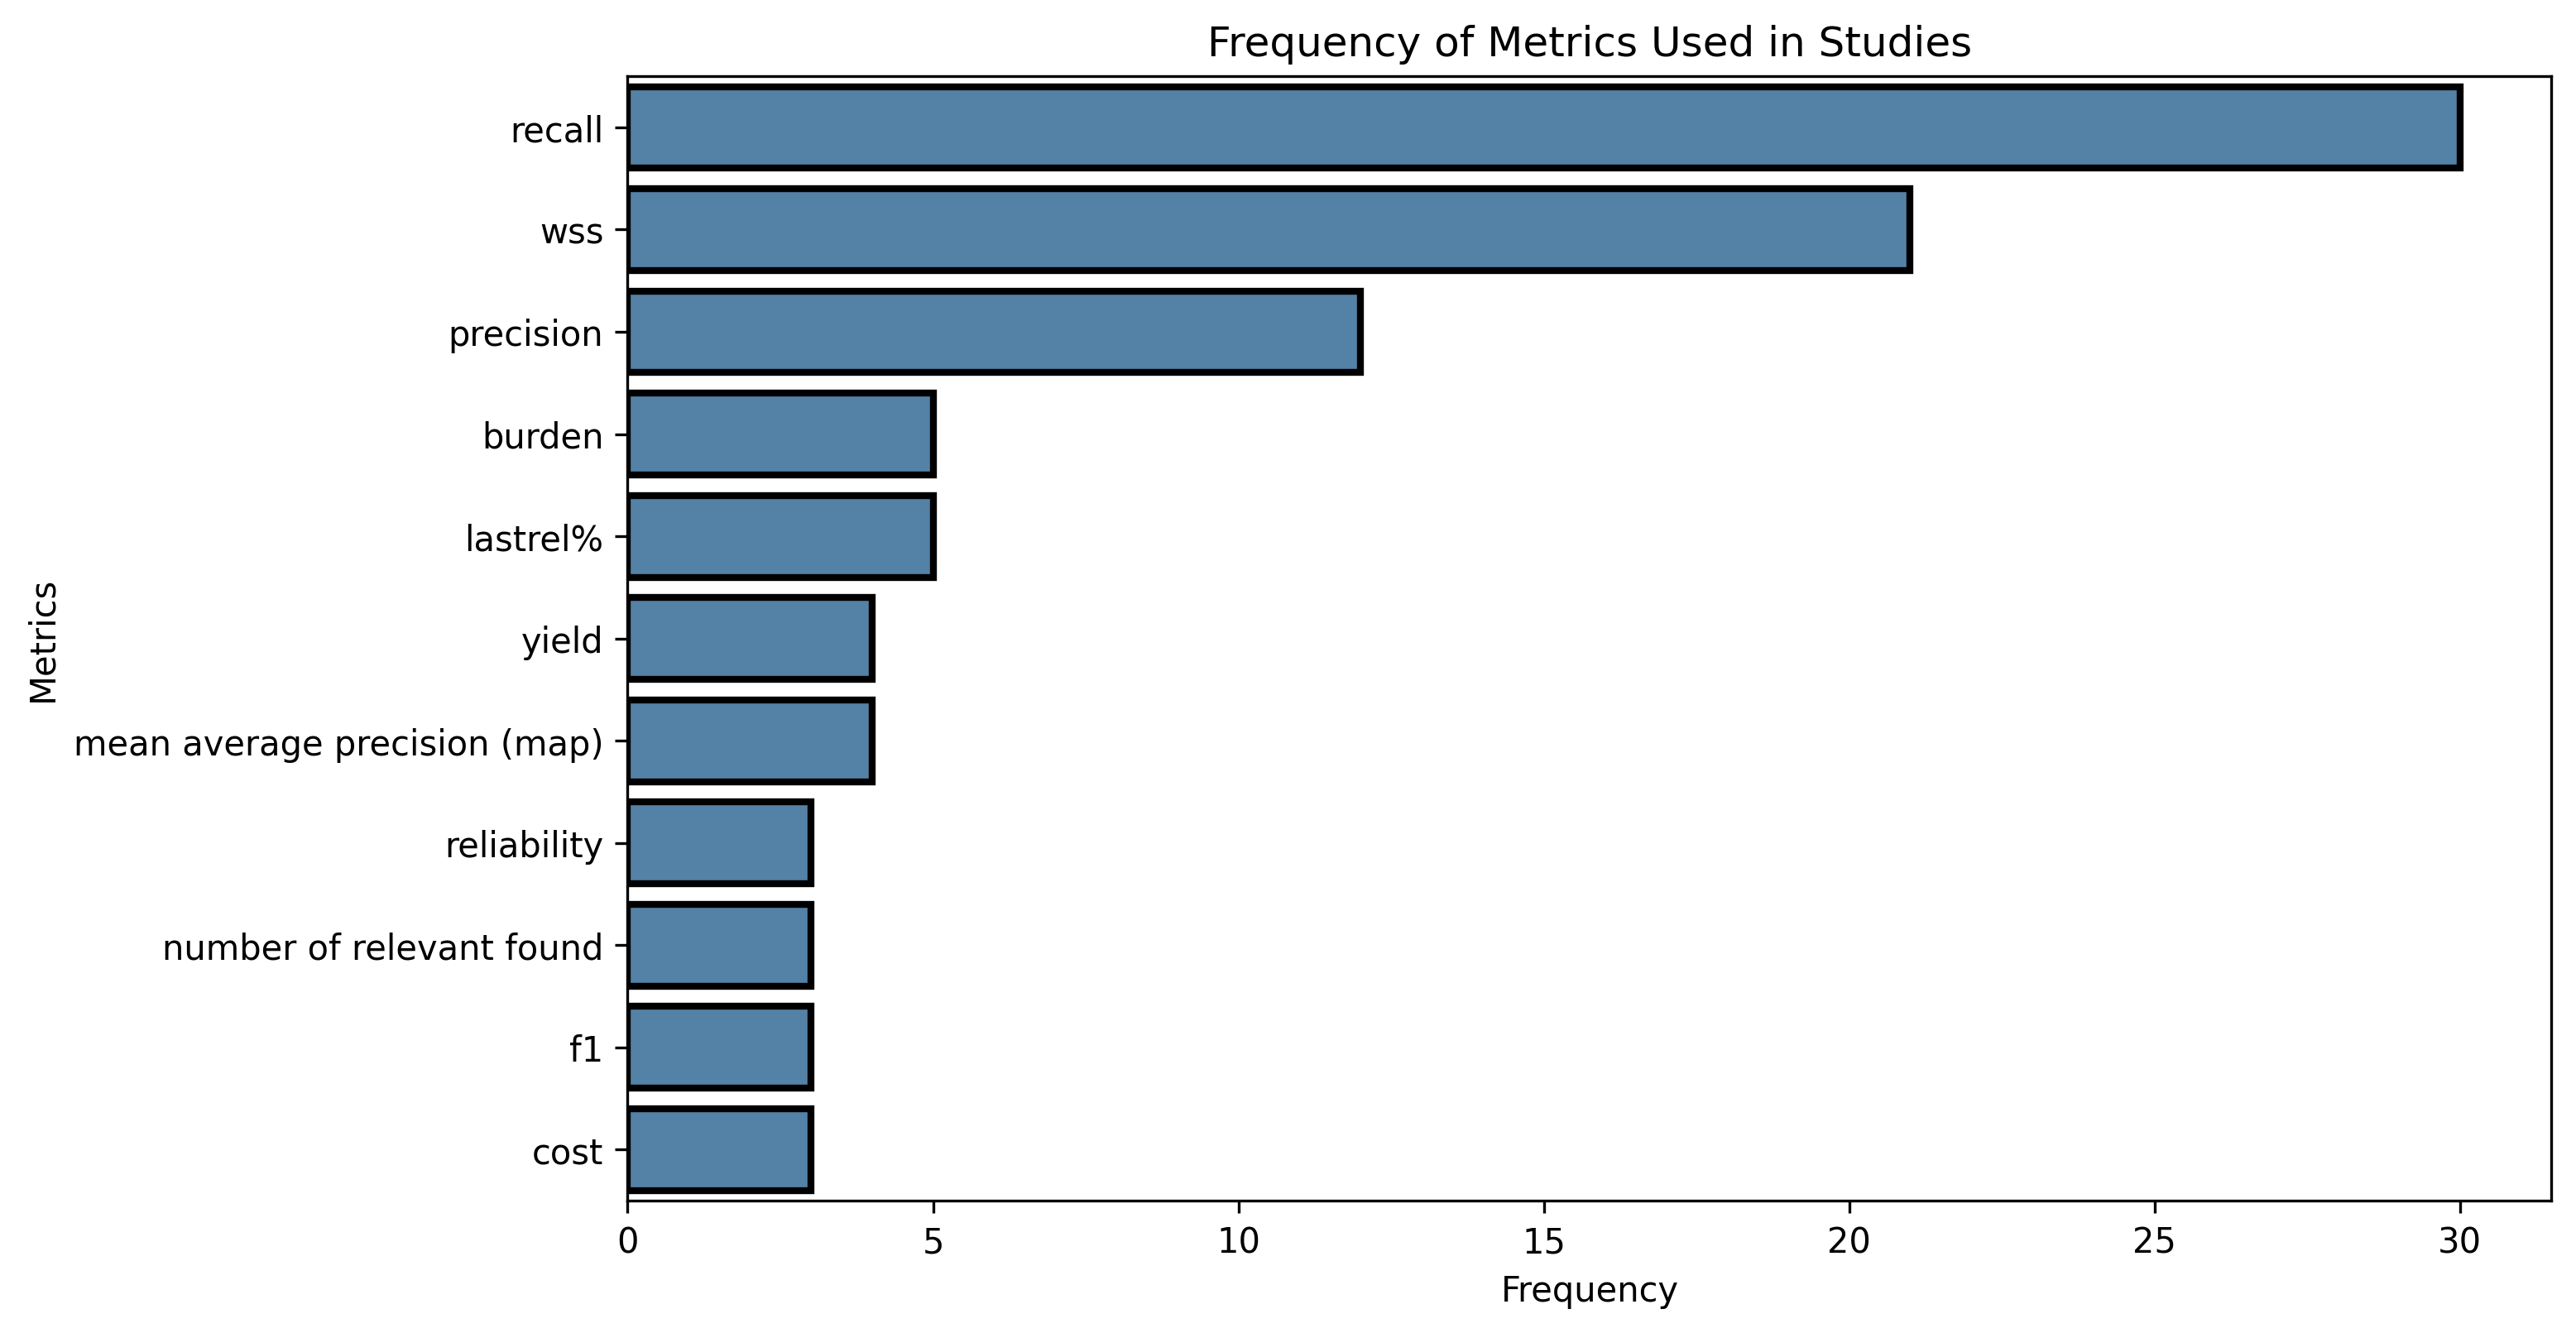 Frequency of Metrics Used in Studies
Metrics
recall
wss
precision
burden
lastrel%
yield
mean average precision (map)
reliability
number of relevant found
f1
cost
0 5 10 15 20 25 30
Frequency